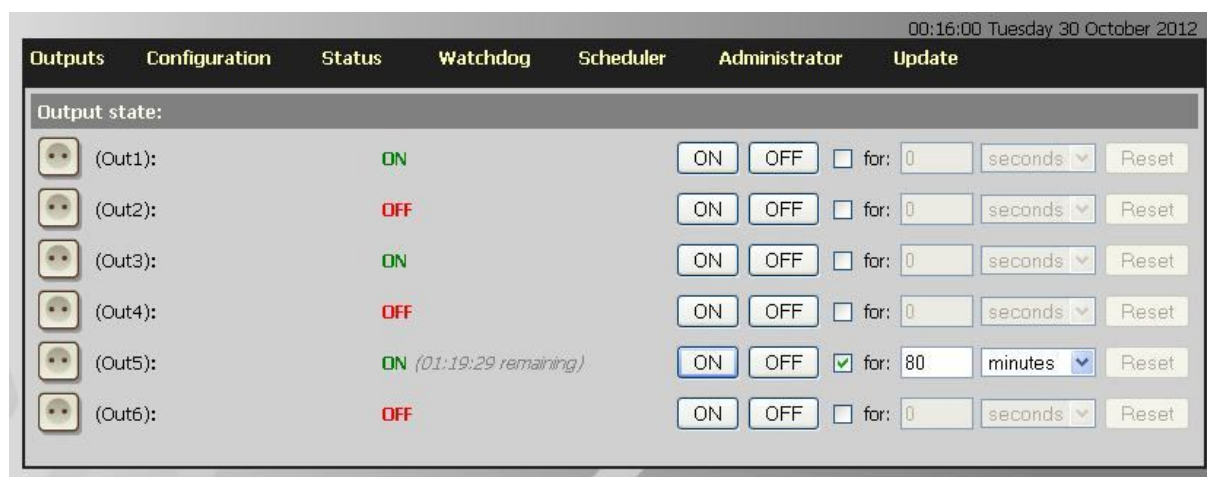 00:16:00 Tuesday 30 October 2012
Outputs Configuration Status Watchdog Scheduler Administrator Update
Output state:
(Out1): ON ON OFF for: 0 seconds Reset
(Out2): OFF ON OFF for: 0 seconds Reset
(Out3): ON ON OFF for: 0 seconds Reset
(Out4): OFF ON OFF for: 0 seconds Reset
(Out5): ON (01:19:29 remaining) ON OFF for: 80 minutes Reset
(Out6): OFF ON OFF for: 0 seconds Reset